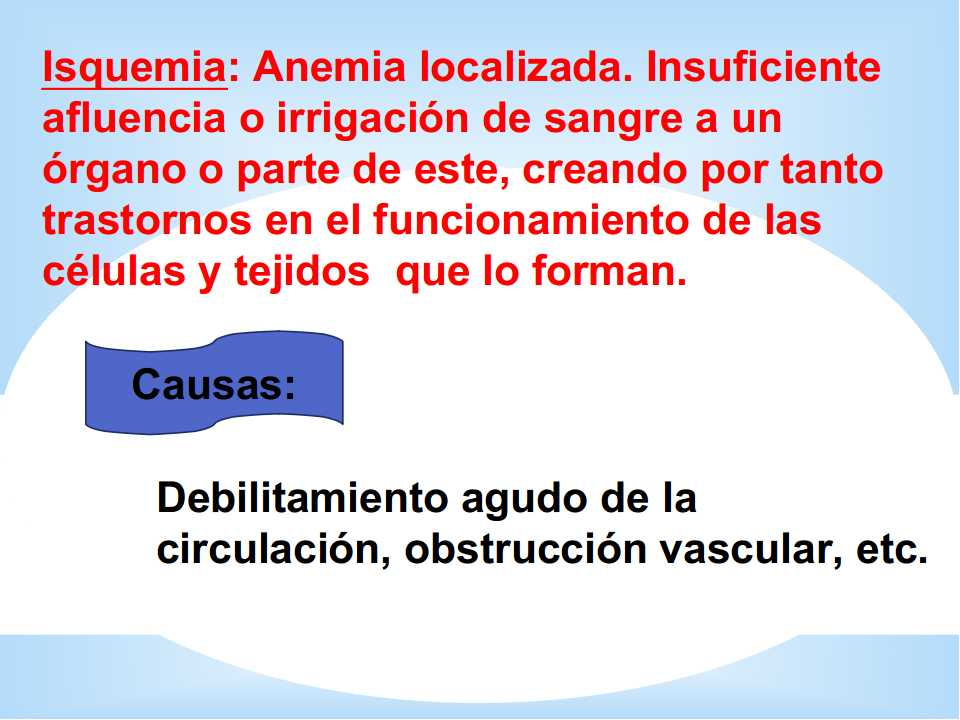 Isquemia: Anemia localizada. Insuficiente
afluencia o irrigación de sangre a un
órgano o parte de este, creando por tanto
trastornos en el funcionamiento de las
células y tejidos  que lo forman.
Causas:
Debilitamiento agudo de la
circulación, obstrucción vascular, etc.